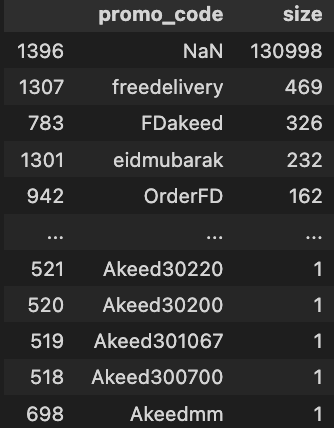 promo_code size
1396 NaN 130998
1307 freedelivery 469
783 FDakeed 326
1301 eidmubarak 232
942 OrderFD 162
... ... ...
521 Akeed30220 1
520 Akeed30200 1
519 Akeed301067 1
518 Akeed300700 1
698 Akeedmm 1